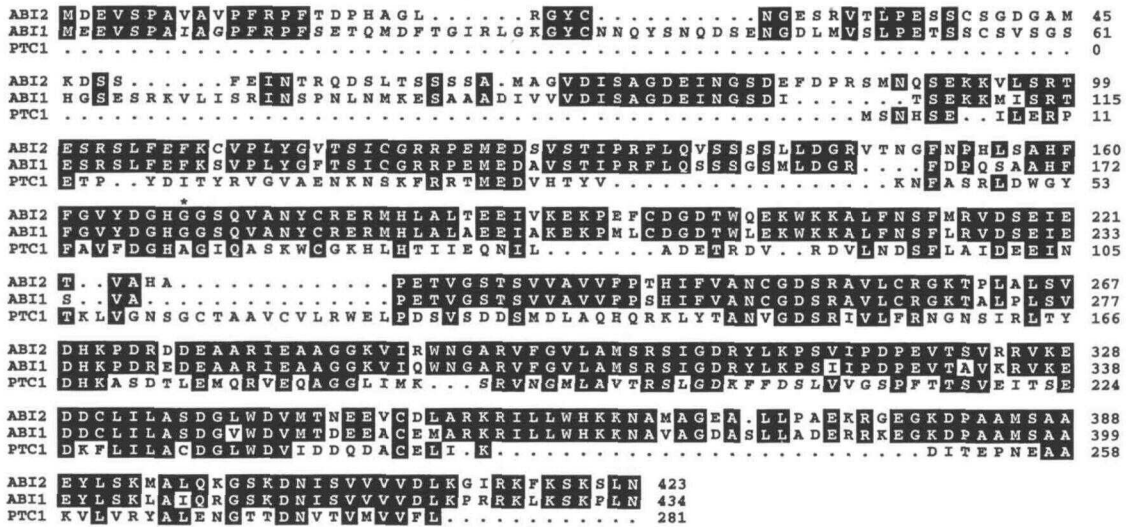 ABI2 MDEVSPAVAVPFRPFTDPHAGL......RGYC..........NGESRVTLPESSCSGDGAM 45
ABI1 MEEVSPAIAGPFRPFSETQMDFTGIRLGKGYCNNQYSNQDSENGDLMVSLPETSSCSVSGS 61
PTC1 ............................................................. 0
ABI2 KDSS......FEINTRQDSLTSSSSA.MAGVDISAGDEINGSDEFDPRSMNQSEKKVLSRT 99
ABI1 HGSESRKVLISRINSPNLNMKESAAADIVVVDISAGDEINGSDI.......TSEKKMISRT 115
PTC1 ................................................MSNHSE..ILERP 11
ABI2 ESRSLFEFKCVPLYGVTSICGRRPEMEDSVSTIPRFLQVSSSSLLDGRVTNGFNPHLSAHF 160
ABI1 ESRSLFEFKSVPLYGFTSICGRRPEMEDAVSTIPRFLQSSSGSMLDGR....FDPQSAAHF 172
PTC1 ETP..YDITYRVGVAENKNSKFRRTMEDVHTYV.................KNFASRLDWGY 53
*
ABI2 FGVYDGHGGSQVANYCRERMHLALTEEIVKEKPEFCDGDTWQEKWKKALFNSFMRVDSEIE 221
ABI1 FGVYDGHGGSQVANYCRERMHLALAEEIAKEKPMLCDGDTWLEKWKKALFNSFLRVDSEIE 233
PTC1 FAVFDGHAGIQASKWCGKHLHTIIEQNIL.......ADETRDV..RDVLNDSFLAIDEEIN 105
ABI2 T..VAHA.............PETVGSTSVVAVVFPTHIFVANCGDSRAVLCRGKTPLALSV 267
ABI1 S..VA...............PETVGSTSVVAVVFPSHIFVANCGDSRAVLCRGKTALPLSV 277
PTC1 TKLVGNSGCTAAVCVLRWELPDSVSDDSMDLAQHQRKLYTANVGDSRIVLFRNGNSIRLTY 166
ABI2 DHKPDRDDEAARIEAAGGKVIRWNGARVFGVLAMSRSIGDRYLKPSVIPDPEVTSVRRVKE 328
ABI1 DHKPDREDEAARIEAAGGKVIQWNGARVFGVLAMSRSIGDRYLKPSIIPDPEVTAVKRVKE 338
PTC1 DHKASDTLEMQRVEQAGGLIMK...SRVNGMLAVTRSLGDKFFDSLVVGSPFTTSVEITSE 224
ABI2 DDCLILASDGLWDVMTNEEVCDLARKRILLWHKKNAMAGEA.LLPAEKRGEGKDPAAMSAA 388
ABI1 DDCLILASDGVWDVMTDEEACEMARKRILLWHKKNAVAGDASLLADERRKEGKDPAAMSAA 399
PTC1 DKFLILACDGLWDVIDDQDACELI.K..........................DITEPNEAA 258
ABI2 EYLSKMALQKGSKDNISVVVVDLKGIRKFKSKSLN 423
ABI1 EYLSKLAIQRGSKDNISVVVVDLKPRRKLKSKPLN 434
PTC1 KVLVRYALENGTTDNVTVMVVFL............ 281